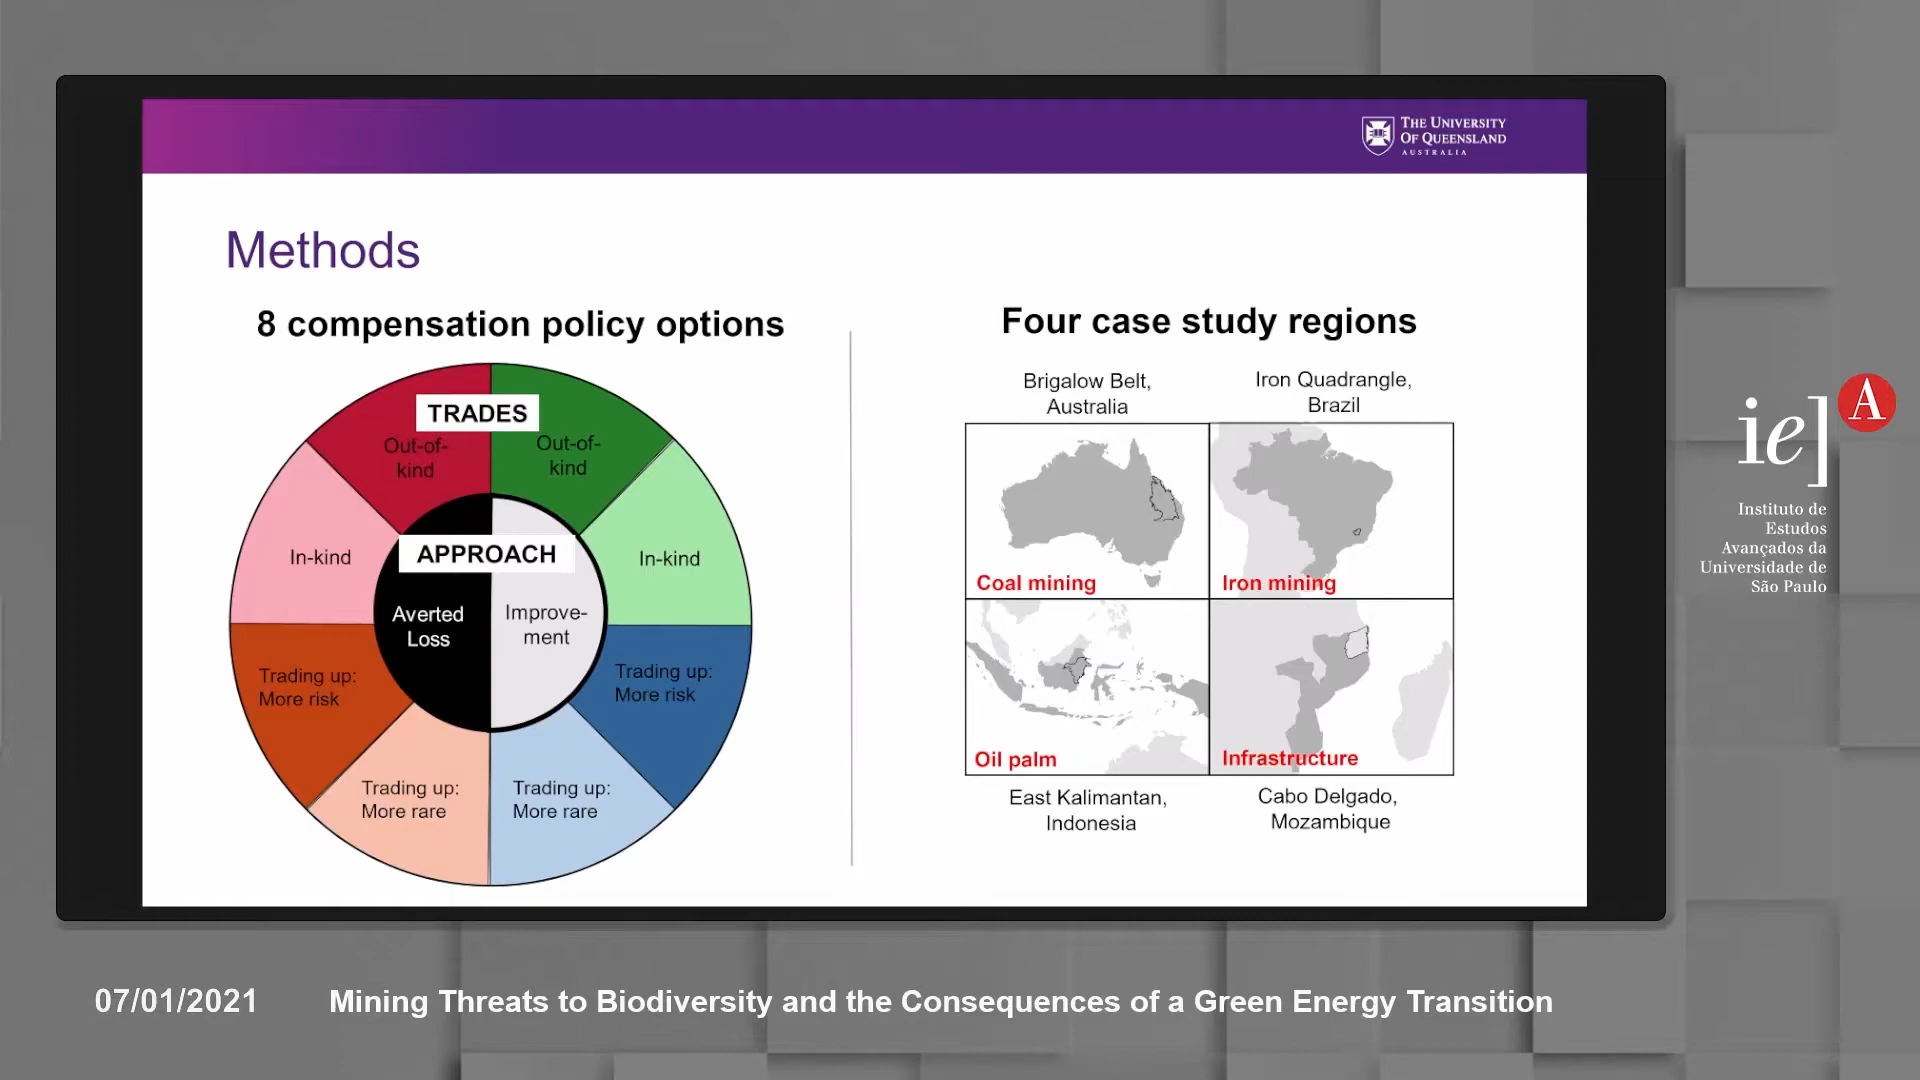 THE UNIVERSITY
OF QUEENSLAND
AUSTRALIA
Methods
8 compensation policy options
TRADES
Out-of-
kind
Out-of-
kind
In-kind
In-kind
APPROACH
Averted
Loss
Improve-
ment
Trading up:
More risk
Trading up:
More risk
Trading up:
More rare
Trading up:
More rare
Four case study regions
Brigalow Belt,
Australia
Iron Quadrangle,
Brazil
Coal mining
Iron mining
Oil palm
Infrastructure
East Kalimantan,
Indonesia
Cabo Delgado,
Mozambique
ie]A
Instituto de
Estudos
Avançados da
Universidade de
São Paulo
07/01/2021
Mining Threats to Biodiversity and the Consequences of a Green Energy Transition